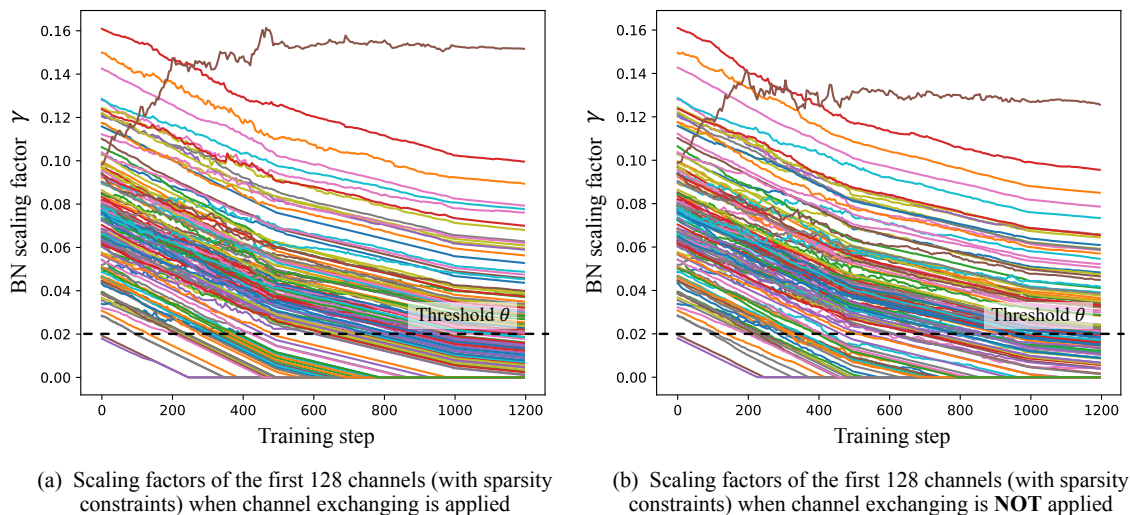 0.16
0.14
0.12
0.10
0.08
0.06
0.04
0.02
0.00
BN scaling factor γ
Threshold θ
0 200 400 600 800 1000 1200
Training step
(a) Scaling factors of the first 128 channels (with sparsity
constraints) when channel exchanging is applied
0.16
0.14
0.12
0.10
0.08
0.06
0.04
0.02
0.00
BN scaling factor γ
Threshold θ
0 200 400 600 800 1000 1200
Training step
(b) Scaling factors of the first 128 channels (with sparsity
constraints) when channel exchanging is NOT applied